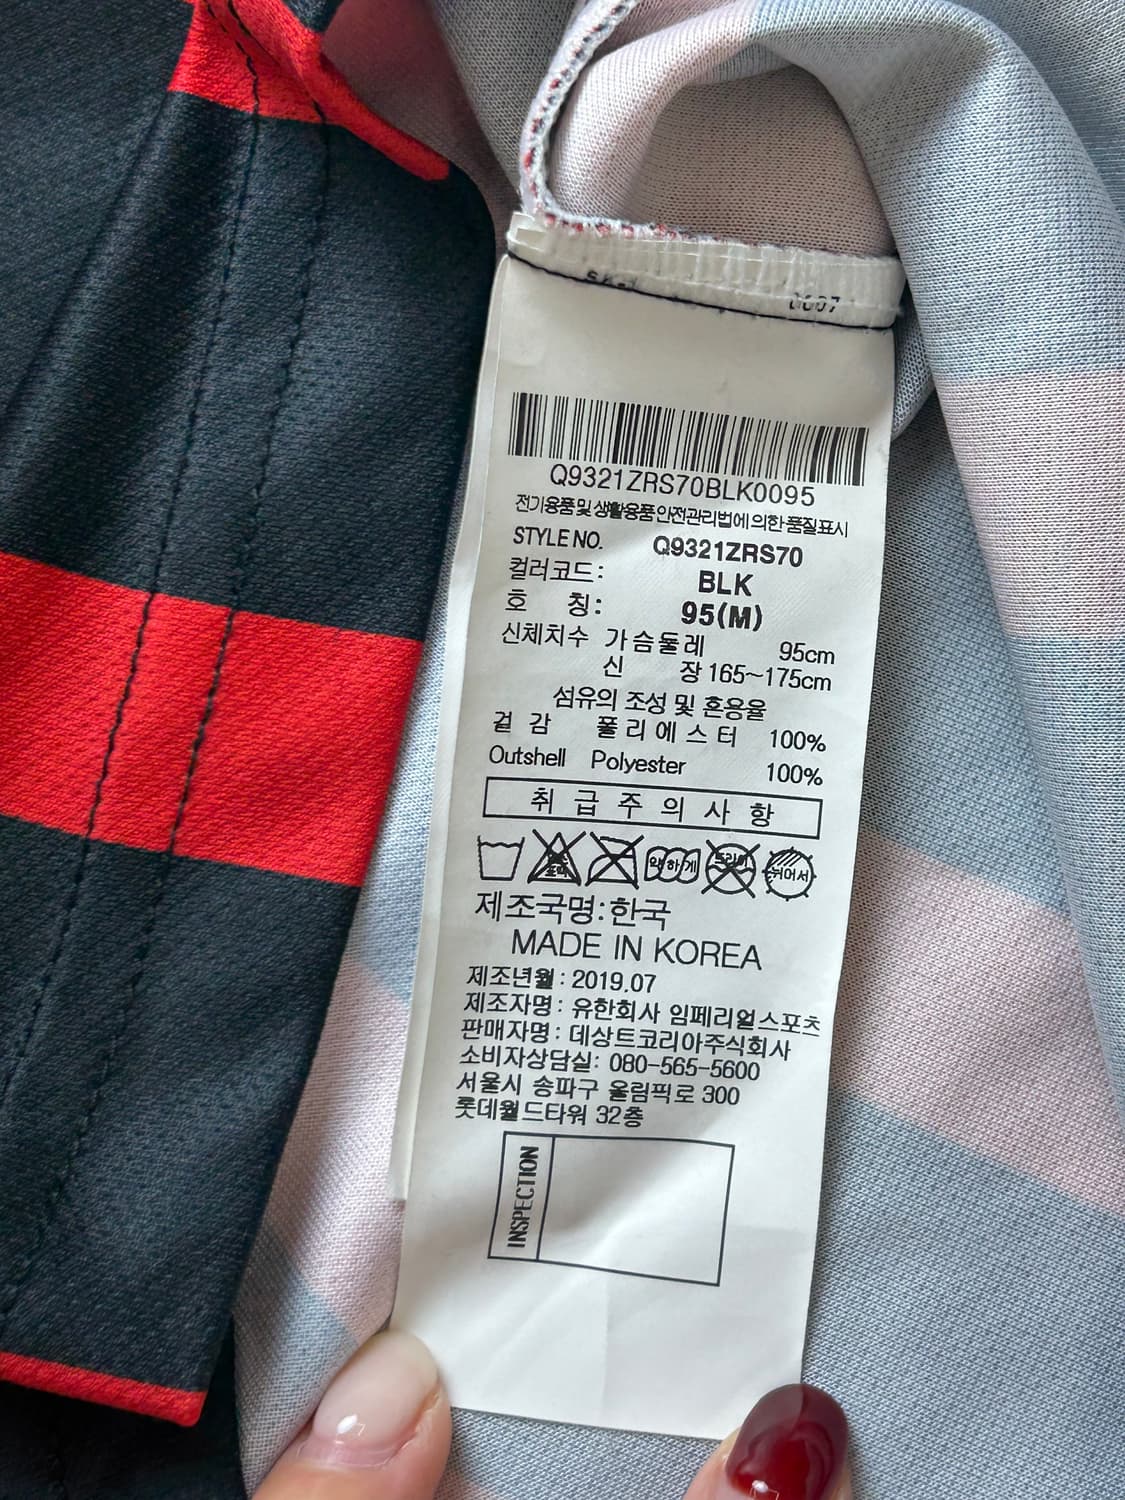 Q9321ZRS70BLK0095
전기용품및 생활용품안전관리법에 의한 품질표시
STYLE NO. Q9321ZRS70
컬러코드: BLK
호 칭: 95(M)
신체치수 가슴둘레 95cm
신 장 165~175cm
섬유의 조성 및 혼용율
겉감 폴리에스터 100%
Outshell Polyester 100%
취급주의사항
약하게 드라이 뉘어서
제조국명:한국
MADE IN KOREA
제조년월: 2019.07
제조자명: 유한회사 임페리얼스포츠
판매자명: 데상트코리아주식회사
소비자상담실: 080-565-5600
서울시 송파구 올림픽로 300
롯데월드타워 32층
INSPECTION